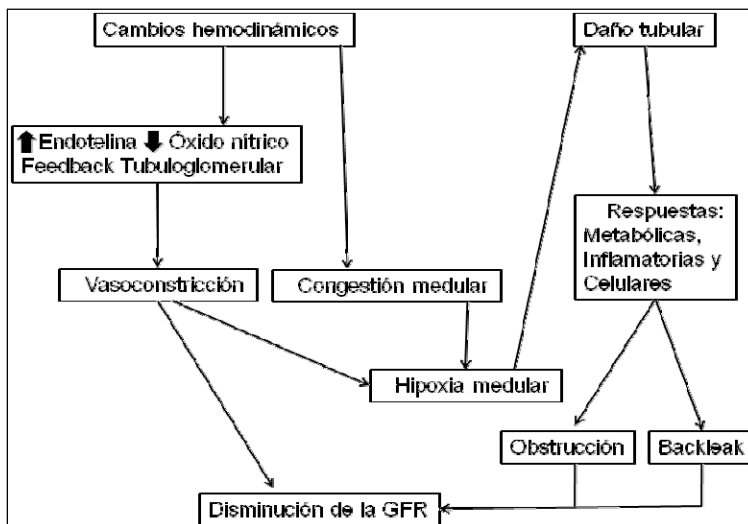 Cambios hemodinámicos
Daño tubular
⬆Endotelina ⬇ Óxido nítrico
Feedback Tubuloglomerular
Respuestas:
Metabólicas,
Inflamatorias y
Celulares
Vasoconstricción
Congestión medular
Hipoxia medular
Obstrucción
Backleak
Disminución de la GFR